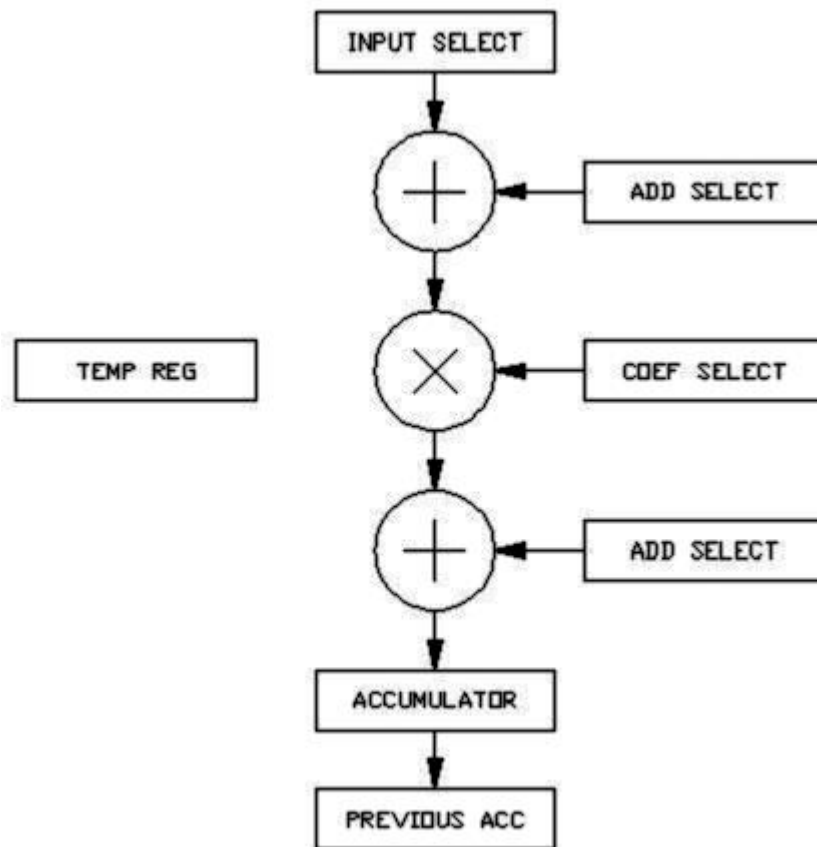 INPUT SELECT
ADD SELECT
TEMP REG
COEF SELECT
ADD SELECT
ACCUMULATOR
PREVIOUS ACC